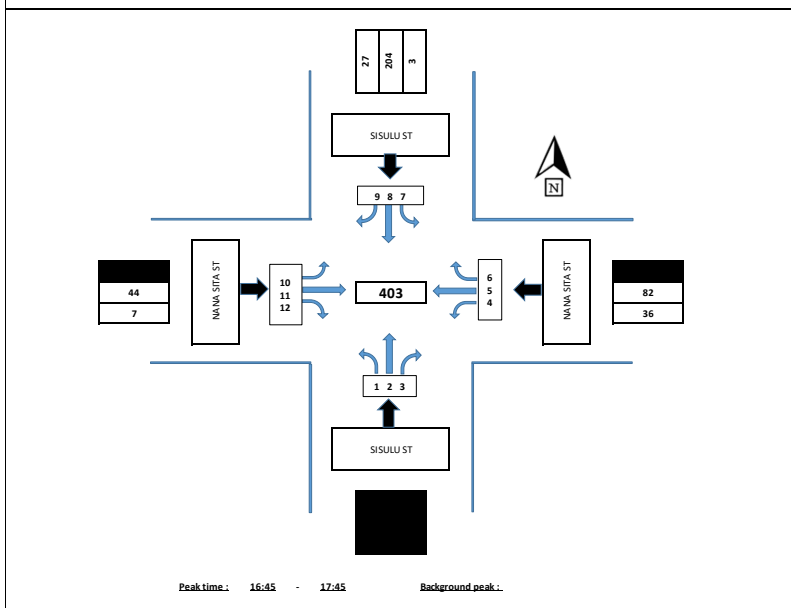 27 204 3
SISULU ST
N
9 8 7
NANA SITA ST
44
7
10
11
12
403
6
5
4
NANA SITA ST
82
36
1 2 3
SISULU ST
Peak time : 16:45 - 17:45 Background peak :